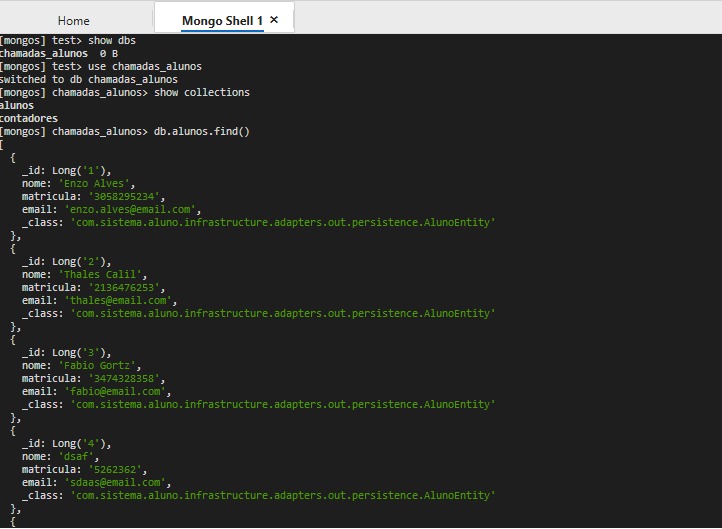 Home Mongo Shell 1 ✕
[mongos] test> show dbs
chamadas_alunos  0 B
[mongos] test> use chamadas_alunos
switched to db chamadas_alunos
[mongos] chamadas_alunos> show collections
alunos
contadores
[mongos] chamadas_alunos> db.alunos.find()
[
  {
    _id: Long('1'),
    nome: 'Enzo Alves',
    matricula: '3058295234',
    email: 'enzo.alves@email.com',
    _class: 'com.sistema.aluno.infrastructure.adapters.out.persistence.AlunoEntity'
  },
  {
    _id: Long('2'),
    nome: 'Thales Calil',
    matricula: '2136476253',
    email: 'thales@email.com',
    _class: 'com.sistema.aluno.infrastructure.adapters.out.persistence.AlunoEntity'
  },
  {
    _id: Long('3'),
    nome: 'Fabio Gortz',
    matricula: '3474328358',
    email: 'fabio@email.com',
    _class: 'com.sistema.aluno.infrastructure.adapters.out.persistence.AlunoEntity'
  },
  {
    _id: Long('4'),
    nome: 'dsaf',
    matricula: '5262362',
    email: 'sdaas@email.com',
    _class: 'com.sistema.aluno.infrastructure.adapters.out.persistence.AlunoEntity'
  },
  {